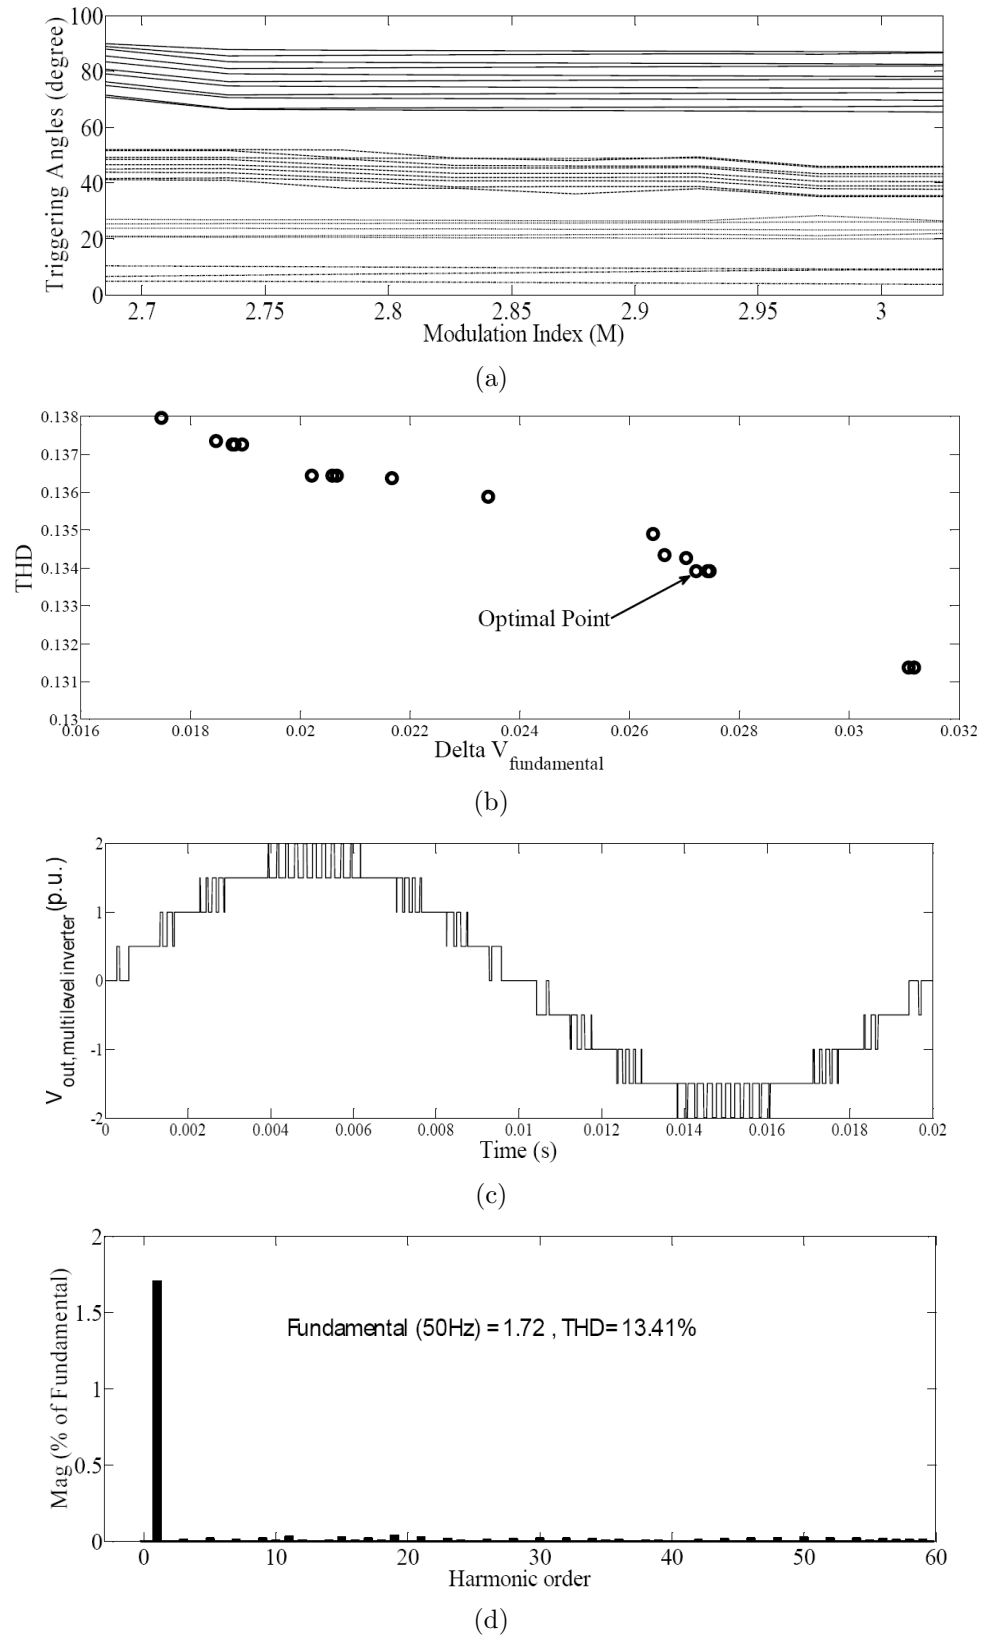 100
80
60
40
20
0
Triggering Angles (degree)
2.7 2.75 2.8 2.85 2.9 2.95 3
Modulation Index (M)
(a)
0.138
0.137
0.136
0.135
0.134
0.133
0.132
0.131
0.13
THD
Optimal Point
0.016 0.018 0.02 0.022 0.024 0.026 0.028 0.03 0.032
Delta V fundamental
(b)
2
1
0
-1
-2
V out,multilevel inverter (p.u.)
0 0.002 0.004 0.006 0.008 0.01 0.012 0.014 0.016 0.018 0.02
Time (s)
(c)
2
1.5
1
0.5
0
Mag (% of Fundamental)
Fundamental (50Hz) = 1.72 , THD= 13.41%
0 10 20 30 40 50 60
Harmonic order
(d)